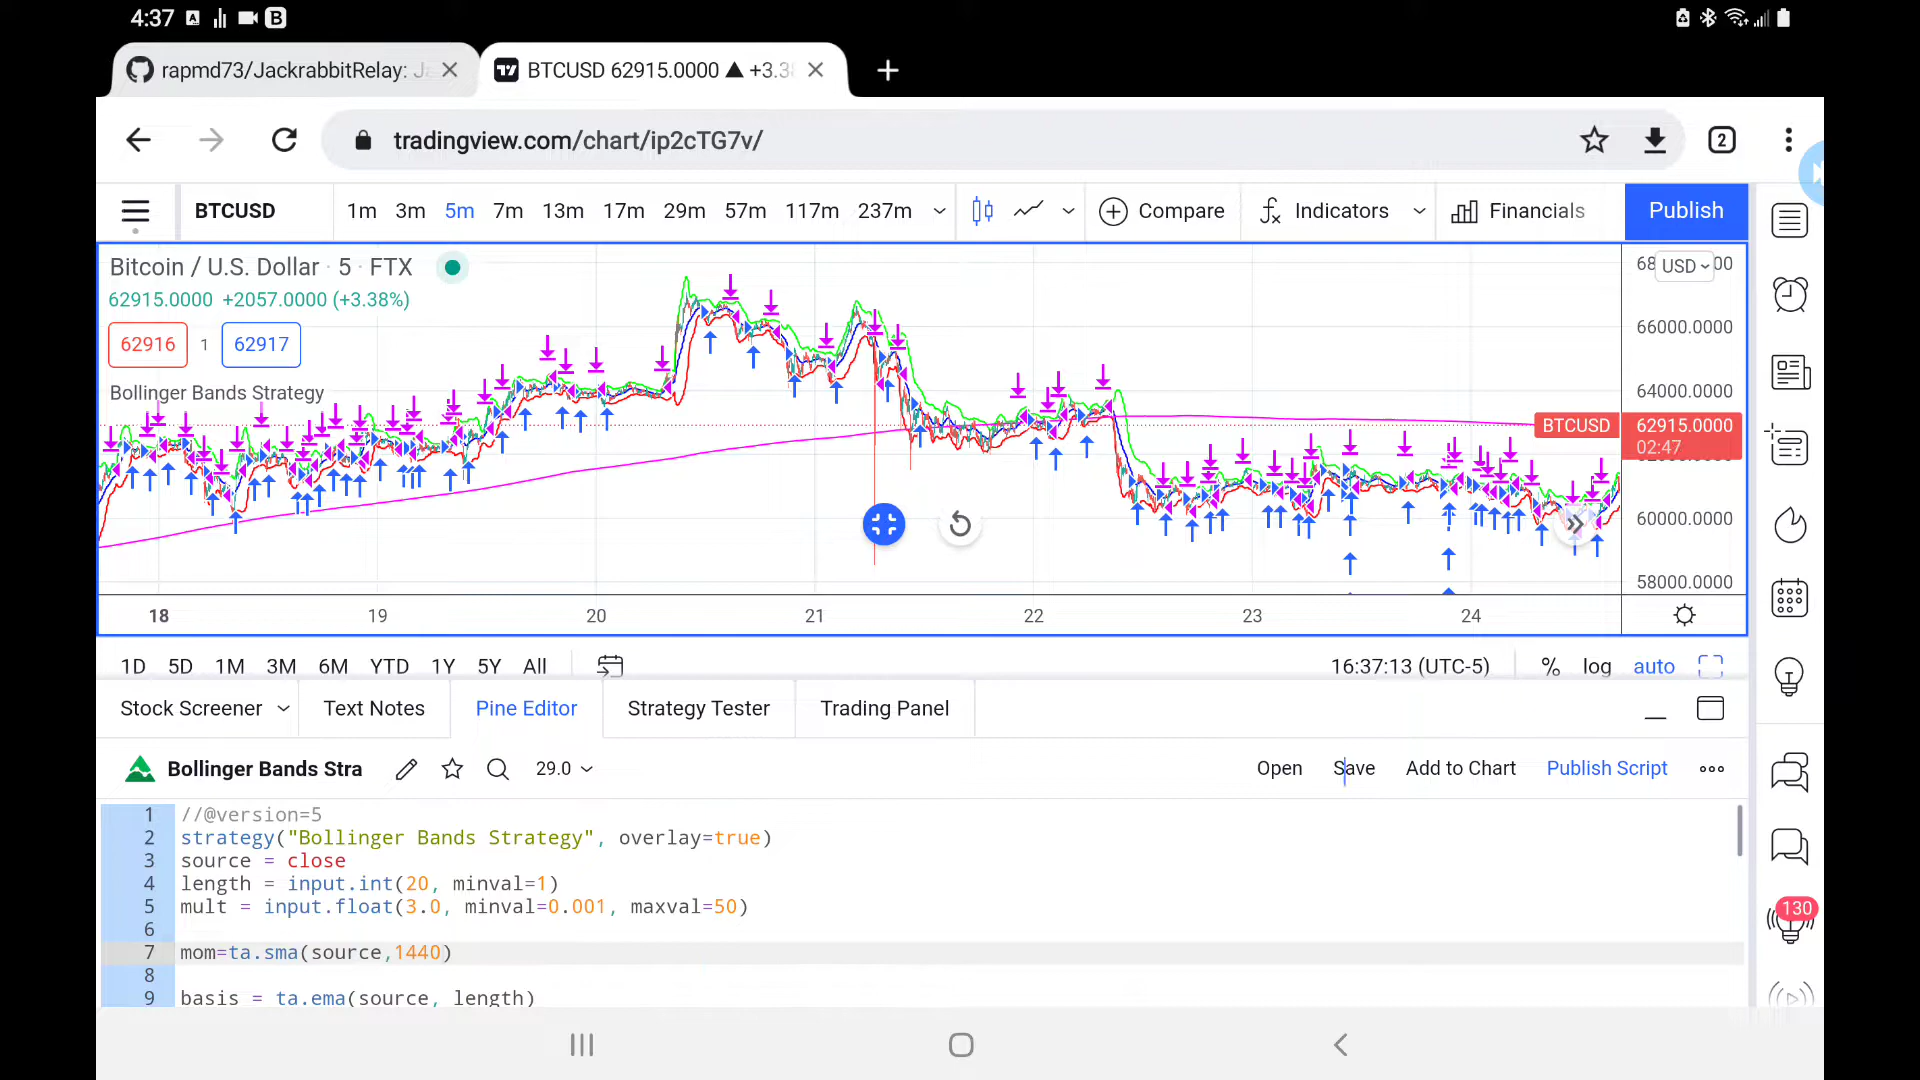 4:37
rapmd73/JackrabbitRelay: Ja
BTCUSD 62915.0000 ▲ +3.38
tradingview.com/chart/ip2cTG7v/
2
BTCUSD
1m 3m 5m 7m 13m 17m 29m 57m 117m 237m
Compare
Indicators
Financials
Publish
Bitcoin / U.S. Dollar · 5 · FTX
62915.0000 +2057.0000 (+3.38%)
62916 1 62917
Bollinger Bands Strategy
USD
66000.0000
64000.0000
BTCUSD 62915.0000
02:47
60000.0000
58000.0000
18 19 20 21 22 23 24
1D 5D 1M 3M 6M YTD 1Y 5Y All
16:37:13 (UTC-5) % log auto
Stock Screener Text Notes Pine Editor Strategy Tester Trading Panel
Bollinger Bands Stra 29.0
Open Save Add to Chart Publish Script
1 //@version=5
2 strategy("Bollinger Bands Strategy", overlay=true)
3 source = close
4 length = input.int(20, minval=1)
5 mult = input.float(3.0, minval=0.001, maxval=50)
6
7 mom=ta.sma(source,1440)
8
9 basis = ta.ema(source, length)
130